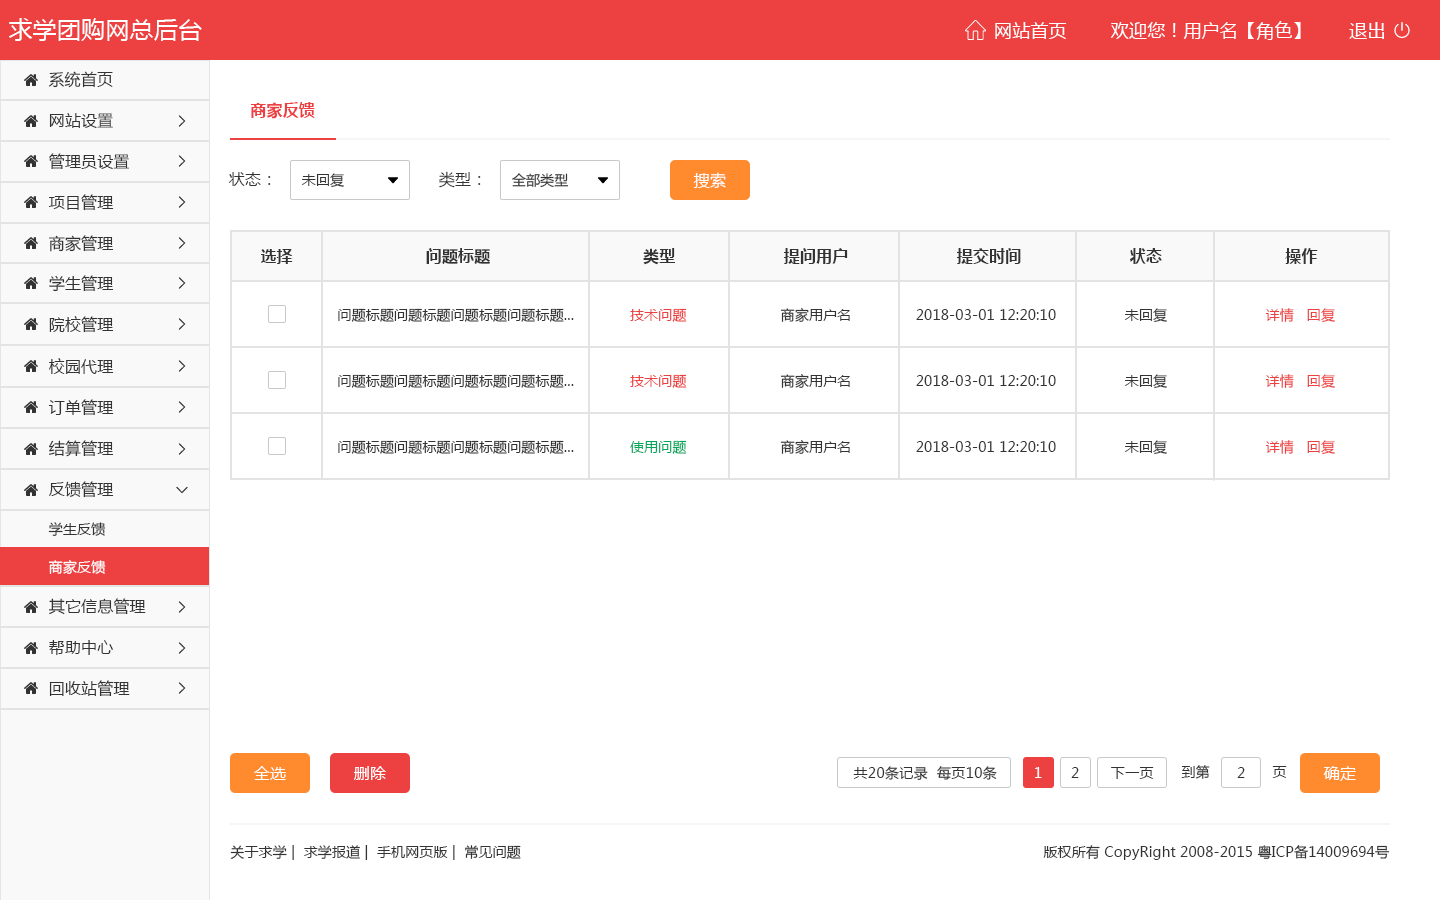 求学团购网总后台 网站首页 欢迎您！用户名【角色】 退出
系统首页
网站设置
管理员设置
项目管理
商家管理
学生管理
院校管理
校园代理
订单管理
结算管理
反馈管理
学生反馈
商家反馈
其它信息管理
帮助中心
回收站管理
商家反馈
状态： 未回复 类型： 全部类型 搜索
选择 问题标题 类型 提问用户 提交时间 状态 操作
问题标题问题标题问题标题问题标题... 技术问题 商家用户名 2018-03-01 12:20:10 未回复 详情 回复
问题标题问题标题问题标题问题标题... 技术问题 商家用户名 2018-03-01 12:20:10 未回复 详情 回复
问题标题问题标题问题标题问题标题... 使用问题 商家用户名 2018-03-01 12:20:10 未回复 详情 回复
全选 删除 共20条记录 每页10条 1 2 下一页 到第 2 页 确定
关于求学 | 求学报道 | 手机网页版 | 常见问题 版权所有 CopyRight 2008-2015 粤ICP备14009694号